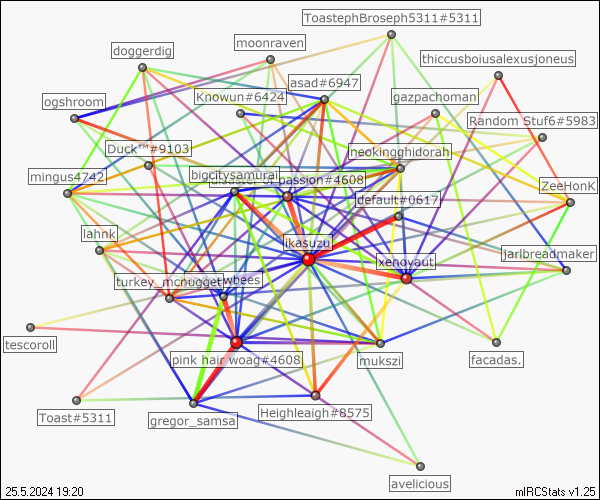 ToastephBroseph5311#5311
moonraven
doggerdig
thiccusboiusalexusjoneus
asad#6947
Knowun#6424
gazpachoman
ogshroom
Random Stuf6#5983
Duck™#9103
neokingghidorah
mingus4742
bigcitysamurai
passion#4608
ZeeHonK
default#0617
lahnk
ikasuzu
jarlbreadmaker
xenoyaut
turkey_mcnugget
wbees
tescoroll
pink hair woag#4608
mukszi
facadas.
Toast#5311
gregor_samsa
Heighleaigh#8575
avelicious
25.5.2024 19:20
mIRCStats v1.25